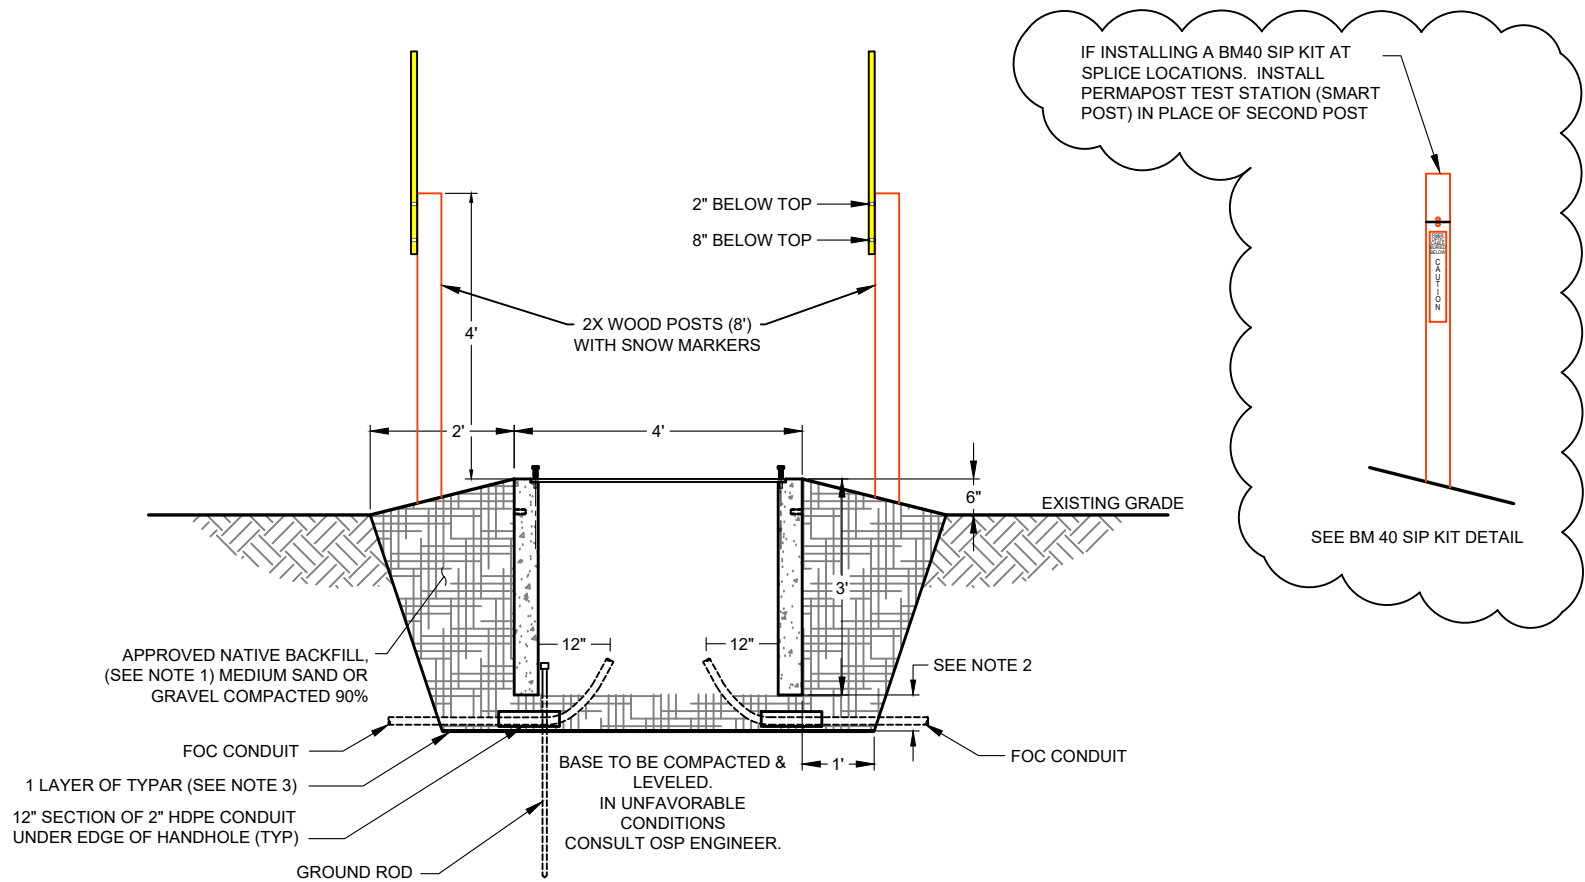 IF INSTALLING A BM40 SIP KIT AT
SPLICE LOCATIONS. INSTALL
PERMAPOST TEST STATION (SMART
POST) IN PLACE OF SECOND POST
CAUTION
SEE BM 40 SIP KIT DETAIL
2" BELOW TOP
8" BELOW TOP
2X WOOD POSTS (8')
WITH SNOW MARKERS
4'
2'
4'
6"
EXISTING GRADE
3'
12"
12"
APPROVED NATIVE BACKFILL,
(SEE NOTE 1) MEDIUM SAND OR
GRAVEL COMPACTED 90%
SEE NOTE 2
FOC CONDUIT
FOC CONDUIT
1 LAYER OF TYPAR (SEE NOTE 3)
12" SECTION OF 2" HDPE CONDUIT
UNDER EDGE OF HANDHOLE (TYP)
BASE TO BE COMPACTED &
LEVELED.
IN UNFAVORABLE
CONDITIONS
CONSULT OSP ENGINEER.
1'
GROUND ROD